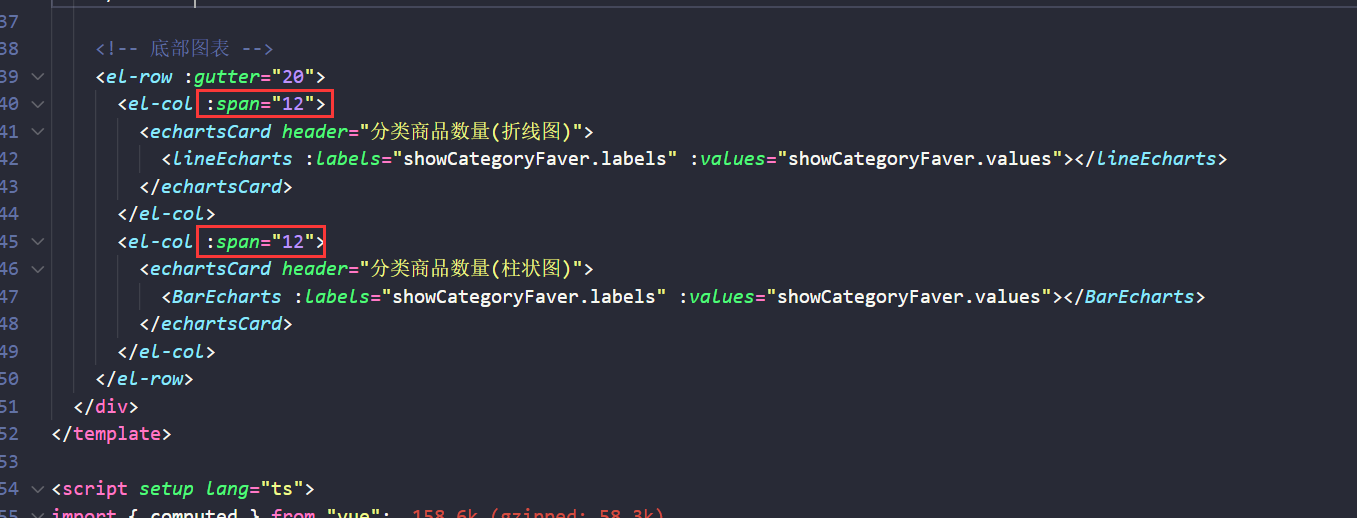 37
38 <!-- 底部图表 -->
39 <el-row :gutter="20">
40 <el-col :span="12">
41 <echartsCard header="分类商品数量(折线图)">
42 <lineEcharts :labels="showCategoryFaver.labels" :values="showCategoryFaver.values"></lineEcharts>
43 </echartsCard>
44 </el-col>
45 <el-col :span="12">
46 <echartsCard header="分类商品数量(柱状图)">
47 <BarEcharts :labels="showCategoryFaver.labels" :values="showCategoryFaver.values"></BarEcharts>
48 </echartsCard>
49 </el-col>
50 </el-row>
51 </div>
52 </template>
53
54 <script setup lang="ts">
55 import { computed } from "vue"; 158.6k (gzipped: 58.3k)